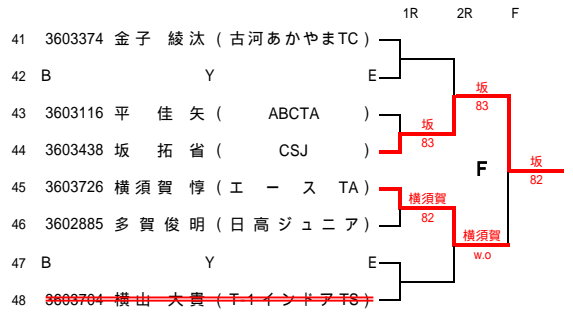 1R 2R F
41 3603374 金子 綾汰 ( 古河あかやまTC )
42 B Y E
坂
83
43 3603116 平 佳矢 ( ABCTA )
坂
83
44 3603438 坂 拓省 ( CSJ )
F
坂
82
45 3603726 横須賀 惇 ( エース TA )
横須賀
82
46 3602885 多賀俊明 ( 日高ジュニア )
横須賀
w.o
47 B Y E
48 3603704 横山 大貴 ( T-1インドアTS )